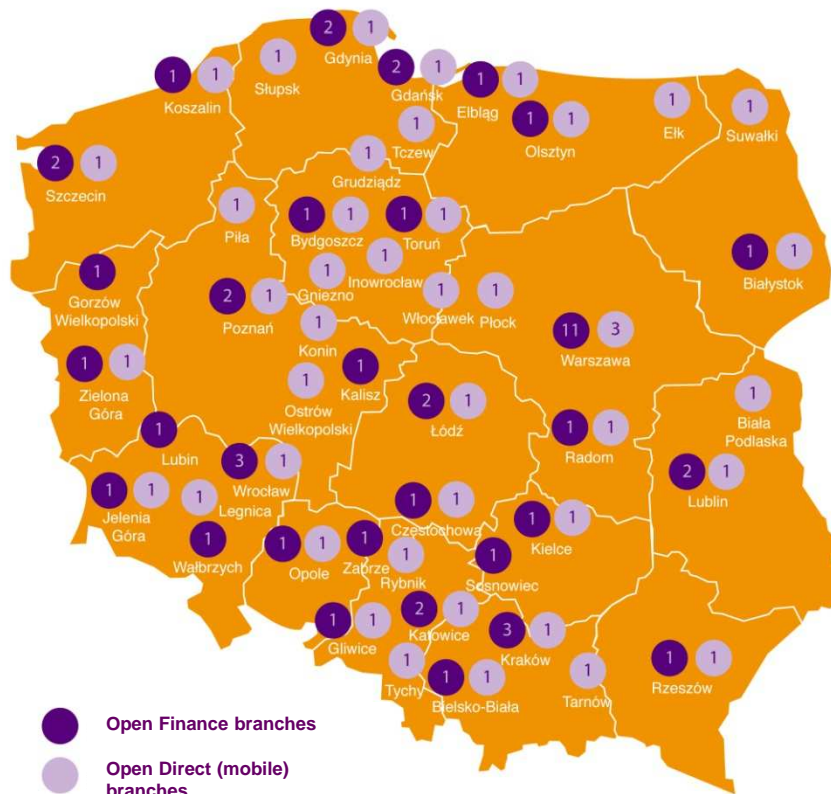 2 1
Gdynia
1
Słupsk
2 1
Gdańsk
1 1
Koszalin
1 1
Elbląg
1 1
Olsztyn
1
Ełk
1
Suwałki
1
Tczew
2 1
Szczecin
1
Grudziądz
1
Piła
1 1
Bydgoszcz
1 1
Toruń
1
Inowrocław
1
Gniezno
1 1
Białystok
1
Gorzów
Wielkopolski
2 1
Poznań
1
Włocławek
1
Płock
1
Konin
11 3
Warszawa
1 1
Zielona
Góra
1
Kalisz
1
Ostrów
Wielkopolski
2 1
Łódź
1
Biała
Podlaska
1
Lubin
1 1
Radom
3 1
Wrocław
2 1
Lublin
1 1
Jelenia
Góra
1
Legnica
1 1
Częstochowa
1 1
Kielce
1
Wałbrzych
1 1
Opole
1
Zabrze
1
Rybnik
1
Sosnowiec
2 1
Katowice
1 1
Gliwice
3 1
Kraków
1
Tychy
1 1
Bielsko-Biała
1
Tarnów
1 1
Rzeszów
Open Finance branches
Open Direct (mobile)
branches